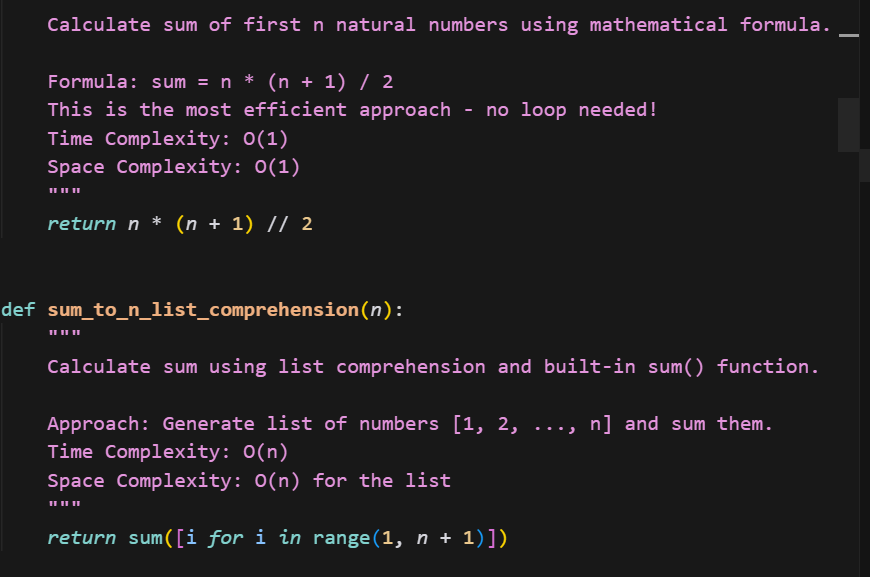 Calculate sum of first n natural numbers using mathematical formula.
Formula: sum = n * (n + 1) / 2
This is the most efficient approach - no loop needed!
Time Complexity: O(1)
Space Complexity: O(1)
"""
return n * (n + 1) // 2
def sum_to_n_list_comprehension(n):
"""
Calculate sum using list comprehension and built-in sum() function.
Approach: Generate list of numbers [1, 2, ..., n] and sum them.
Time Complexity: O(n)
Space Complexity: O(n) for the list
"""
return sum([i for i in range(1, n + 1)])